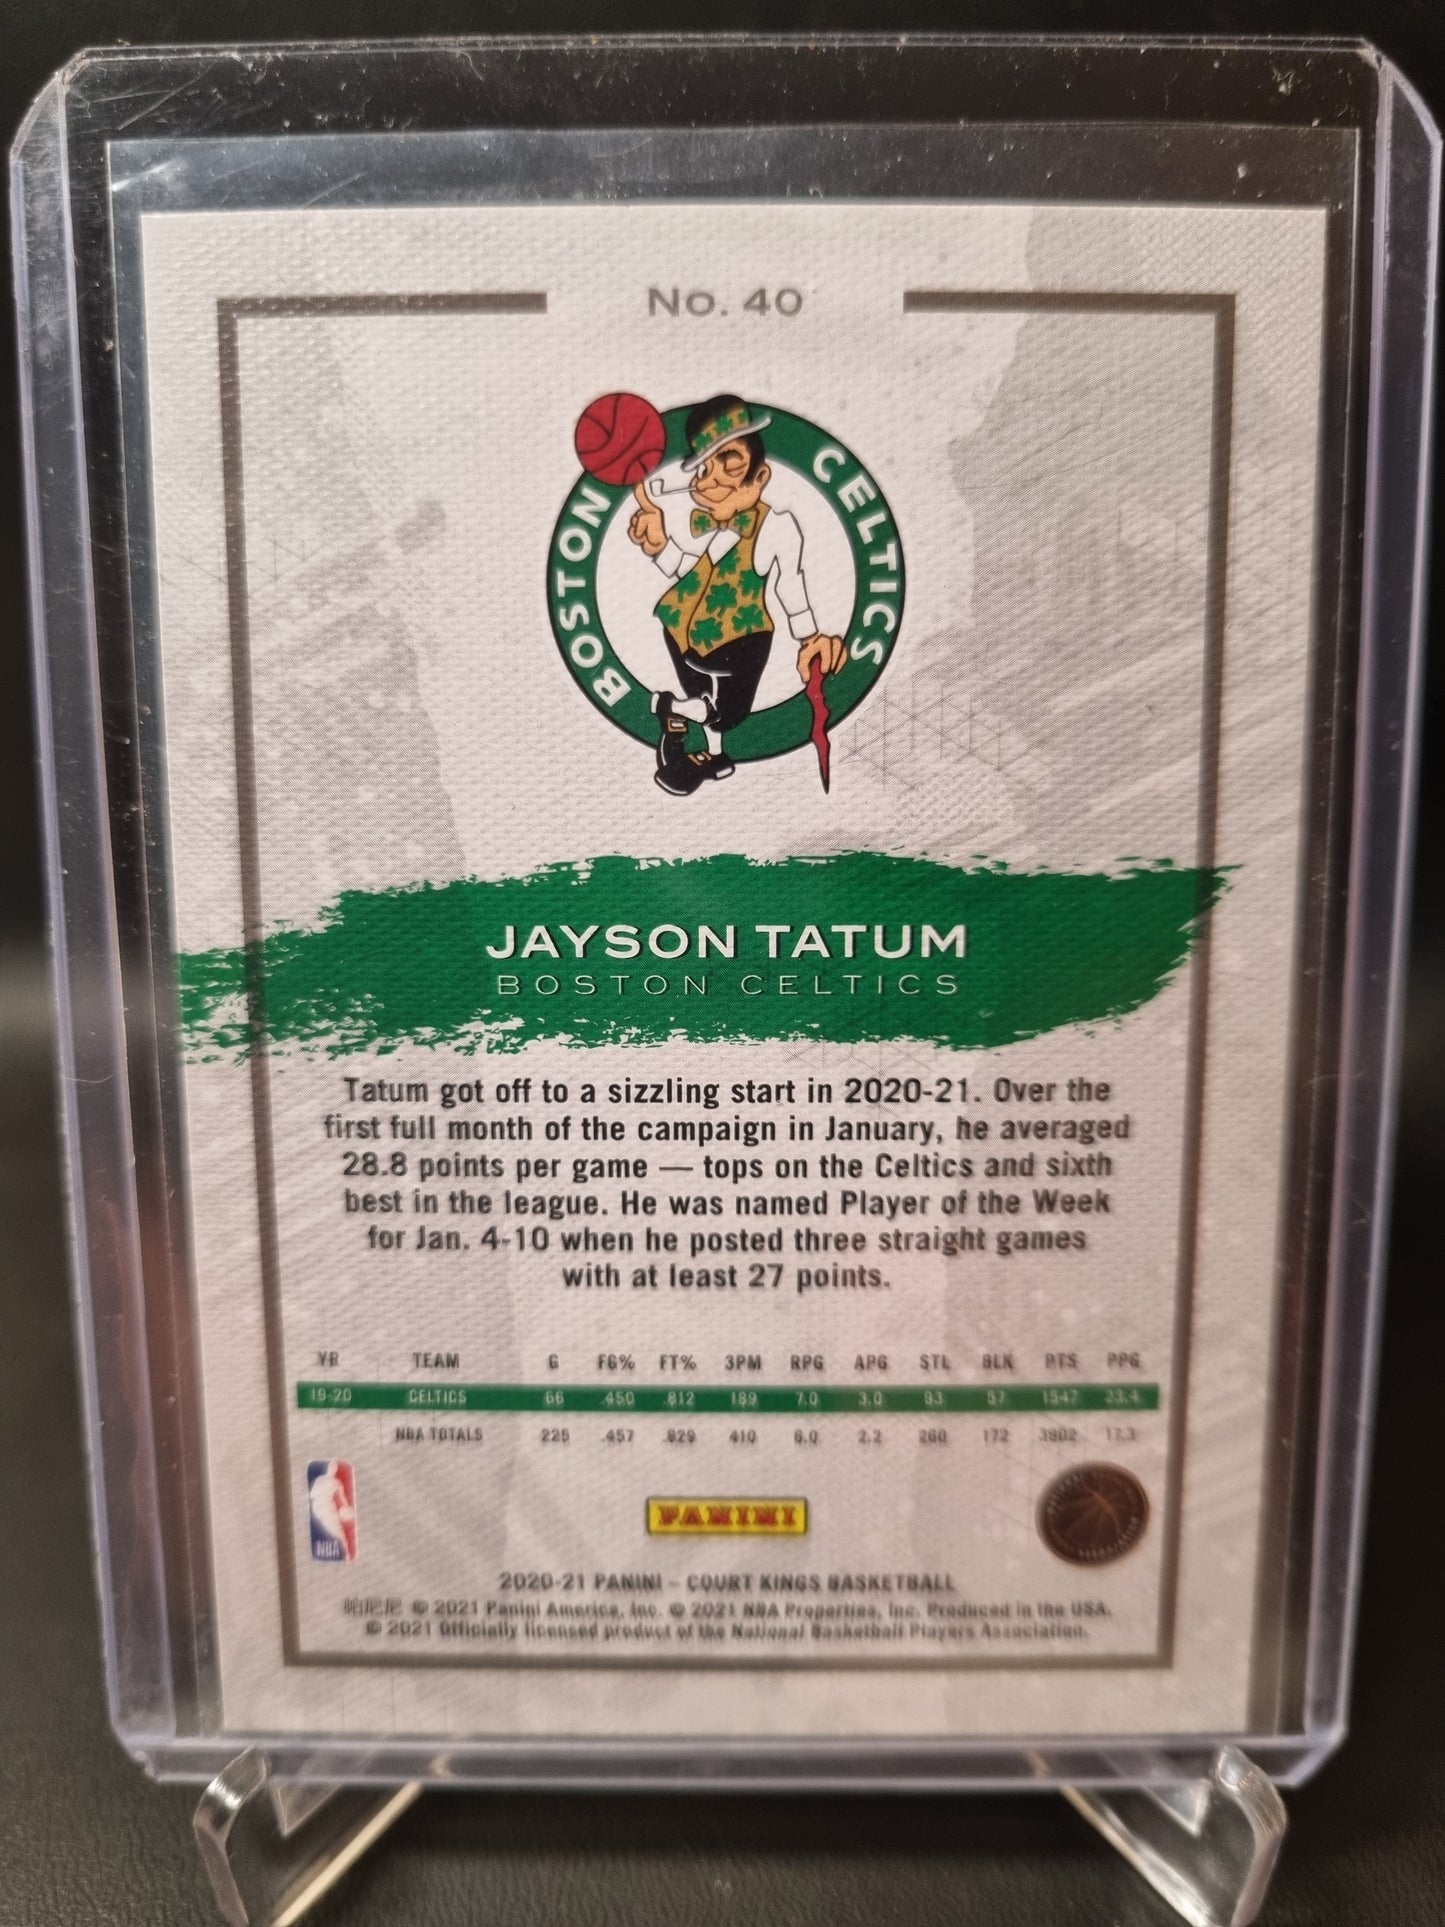 No. 40
BOSTON CELTICS
JAYSON TATUM
BOSTON CELTICS
Tatum got off to a sizzling start in 2020-21. Over the
first full month of the campaign in January, he averaged
28.8 points per game — tops on the Celtics and sixth
best in the league. He was named Player of the Week
for Jan. 4-10 when he posted three straight games
with at least 27 points.
YR TEAM G FG% FT% 3PM RPG APG STL BLK PTS PPG
19-20 CELTICS 66 .450 .812 189 7.0 3.0 93 57 1547 23.4
NBA TOTALS 225 .457 .829 410 6.0 2.2 260 172 3902 17.3
NBA
PANINI
2020-21 PANINI – COURT KINGS BASKETBALL
帕尼尼 © 2021 Panini America, Inc. © 2021 NBA Properties, Inc. Produced in the USA.
© 2021 Officially licensed product of the National Basketball Players Association.